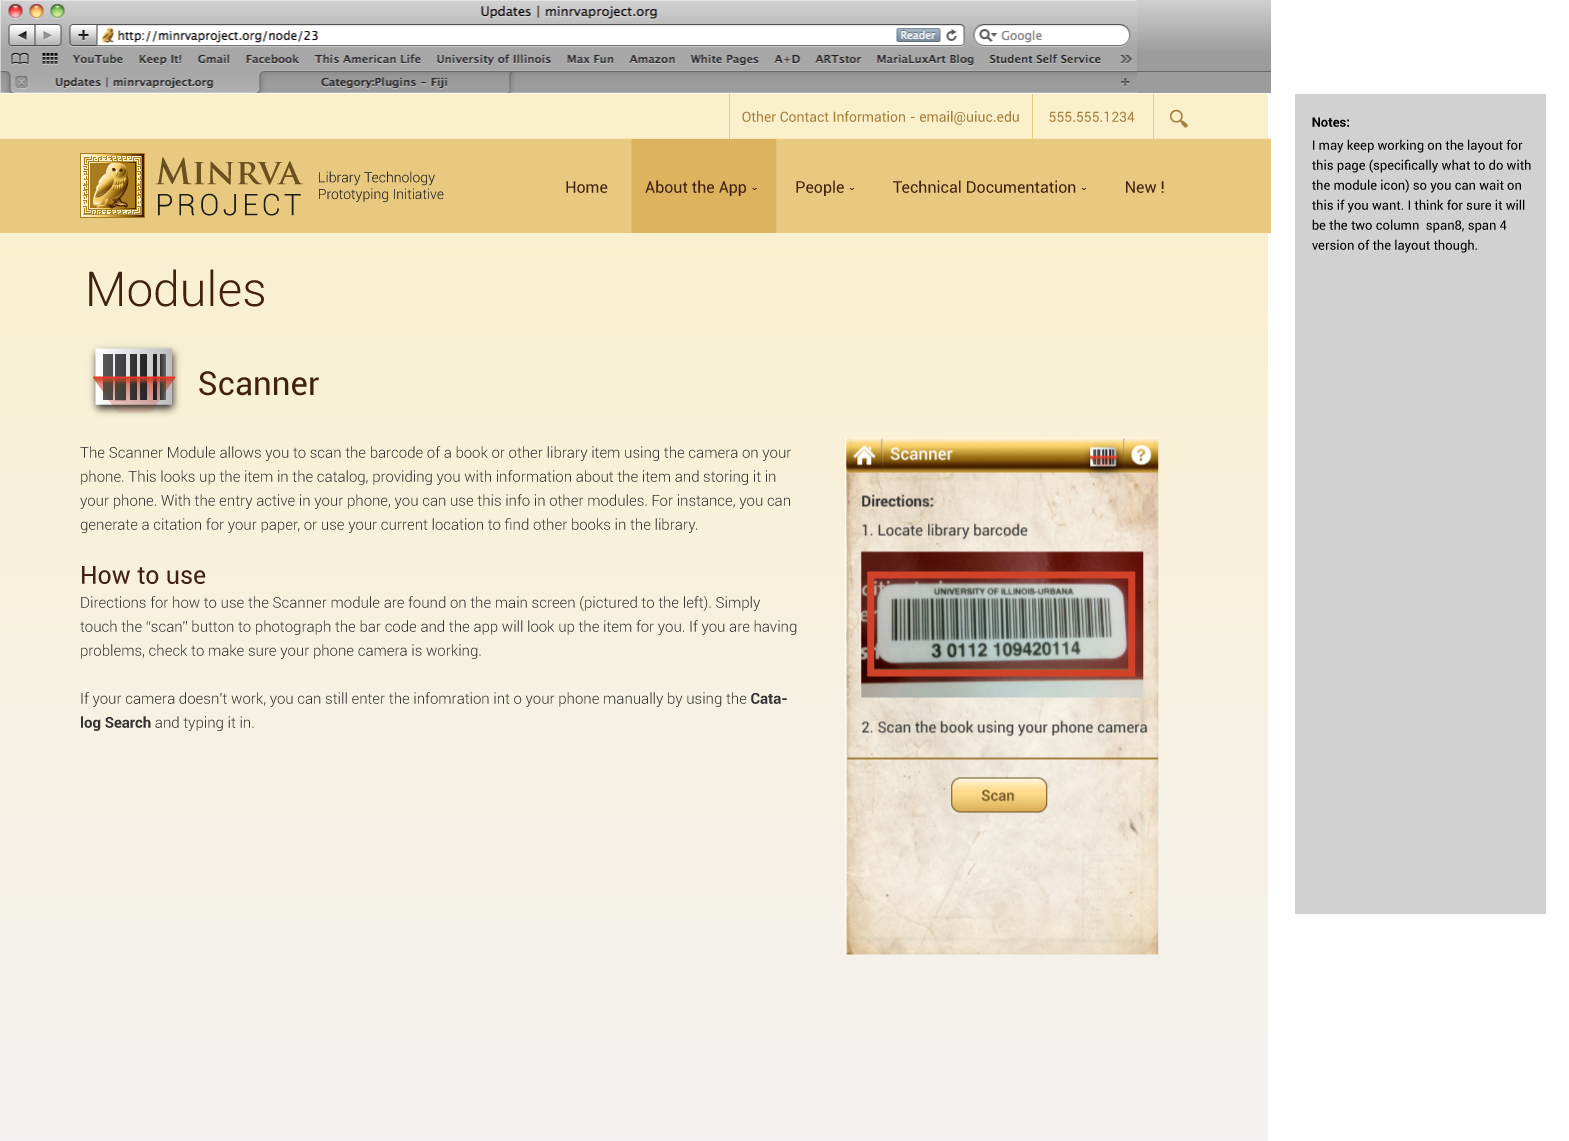 Updates | minrvaproject.org
http://minrvaproject.org/node/23
Reader
Google
YouTube Keep It! Gmail Facebook This American Life University of Illinois Max Fun Amazon White Pages A+D ARTstor MariaLuxArt Blog Student Self Service
Updates | minrvaproject.org
Category:Plugins – Fiji
Other Contact Information - email@uiuc.edu
555.555.1234
MINRVA
PROJECT
Library Technology
Prototyping Initiative
Home
About the App
People
Technical Documentation
New !
Modules
Scanner
The Scanner Module allows you to scan the barcode of a book or other library item using the camera on your
phone. This looks up the item in the catalog, providing you with information about the item and storing it in
your phone. With the entry active in your phone, you can use this info in other modules. For instance, you can
generate a citation for your paper, or use your current location to find other books in the library.
How to use
Directions for how to use the Scanner module are found on the main screen (pictured to the left). Simply
touch the “scan” button to photograph the bar code and the app will look up the item for you. If you are having
problems, check to make sure your phone camera is working.
If your camera doesn’t work, you can still enter the infomration int o your phone manually by using the Cata-
log Search and typing it in.
Scanner
?
Directions:
1. Locate library barcode
UNIVERSITY OF ILLINOIS-URBANA
3 0112 109420114
2. Scan the book using your phone camera
Scan
Notes:
I may keep working on the layout for
this page (specifically what to do with
the module icon) so you can wait on
this if you want. I think for sure it will
be the two column  span8, span 4
version of the layout though.